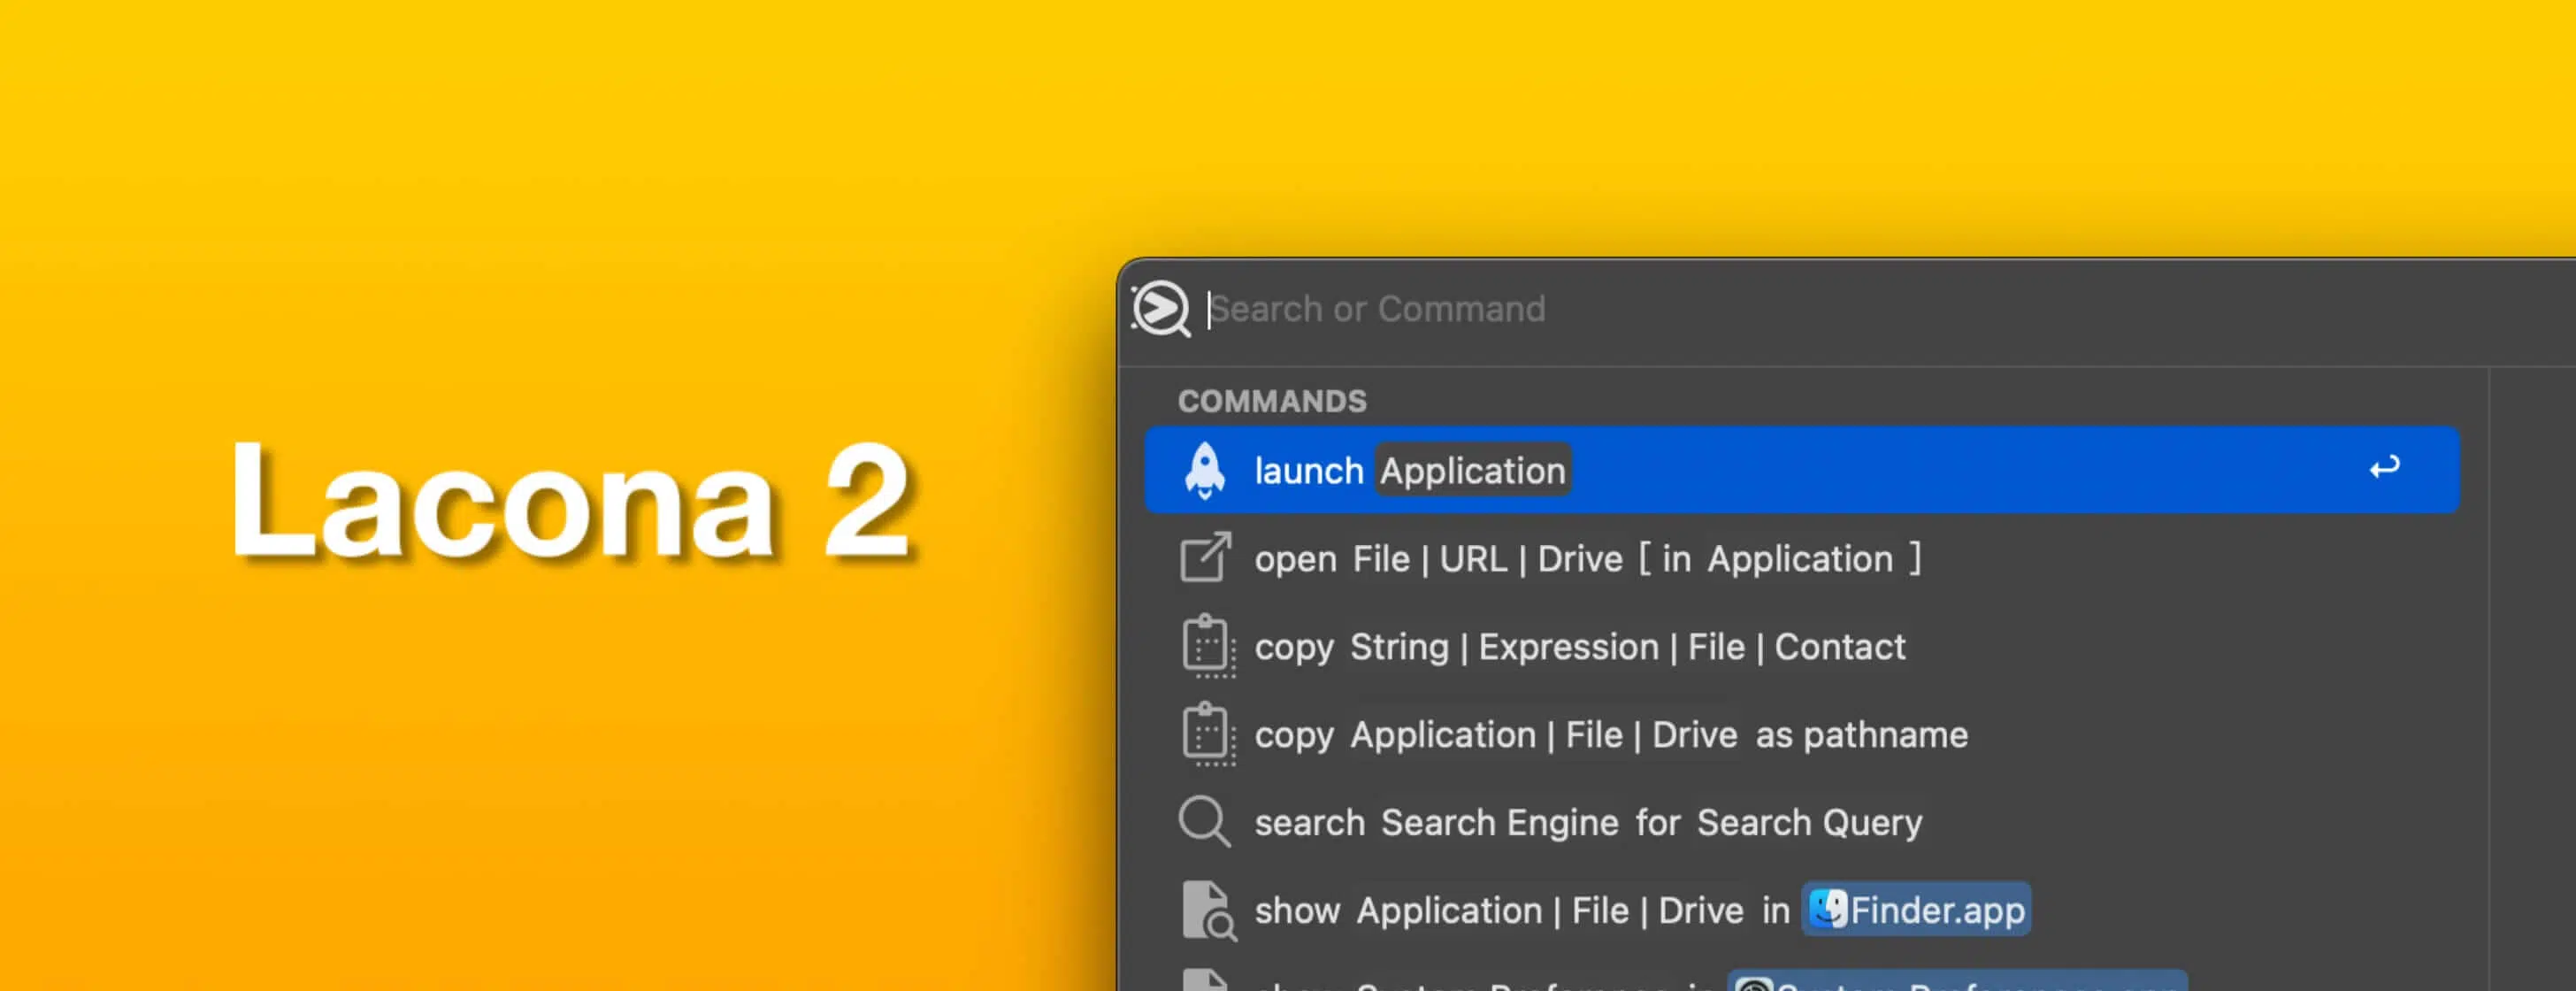 Lacona 2
Search or Command
COMMANDS
launch Application
open File | URL | Drive [ in Application ]
copy String | Expression | File | Contact
copy Application | File | Drive as pathname
search Search Engine for Search Query
show Application | File | Drive in Finder.app